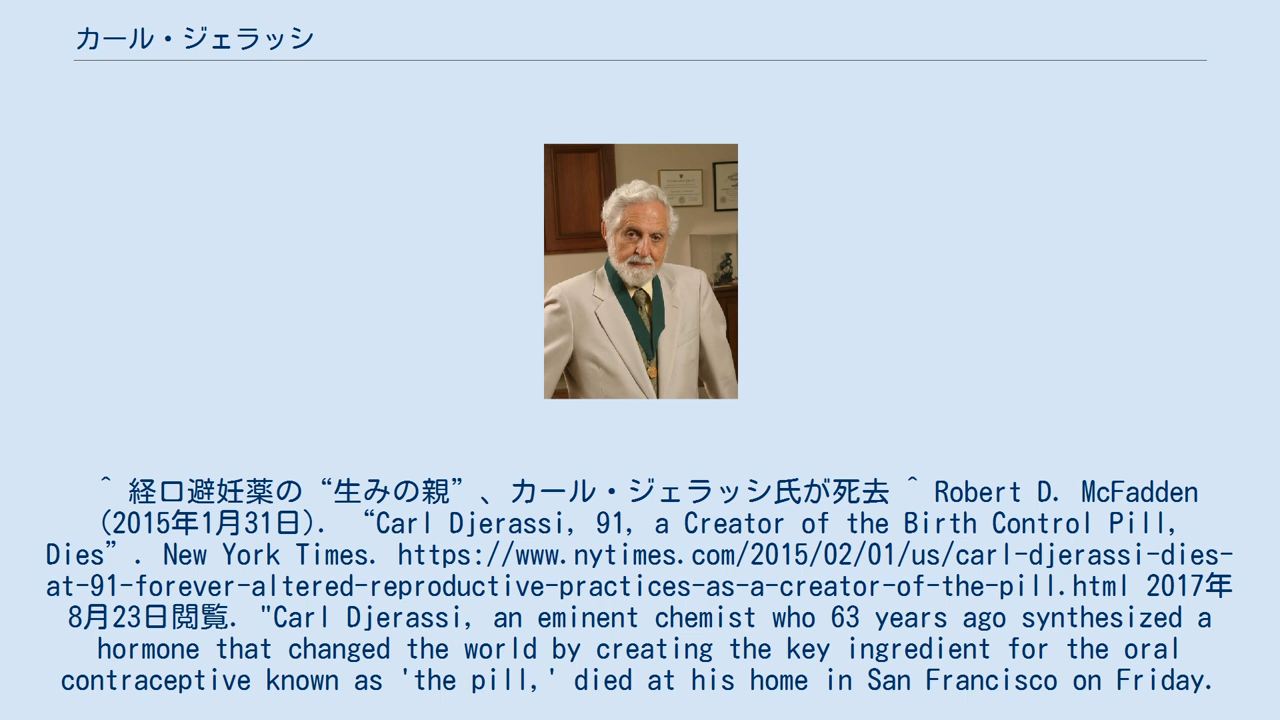 カール・ジェラッシ
^ 経口避妊薬の“生みの親”、カール・ジェラッシ氏が死去 ^ Robert D. McFadden
(2015年1月31日). “Carl Djerassi, 91, a Creator of the Birth Control Pill,
Dies”. New York Times. https://www.nytimes.com/2015/02/01/us/carl-djerassi-dies-
at-91-forever-altered-reproductive-practices-as-a-creator-of-the-pill.html 2017年
8月23日閲覧. "Carl Djerassi, an eminent chemist who 63 years ago synthesized a
hormone that changed the world by creating the key ingredient for the oral
contraceptive known as 'the pill,' died at his home in San Francisco on Friday.